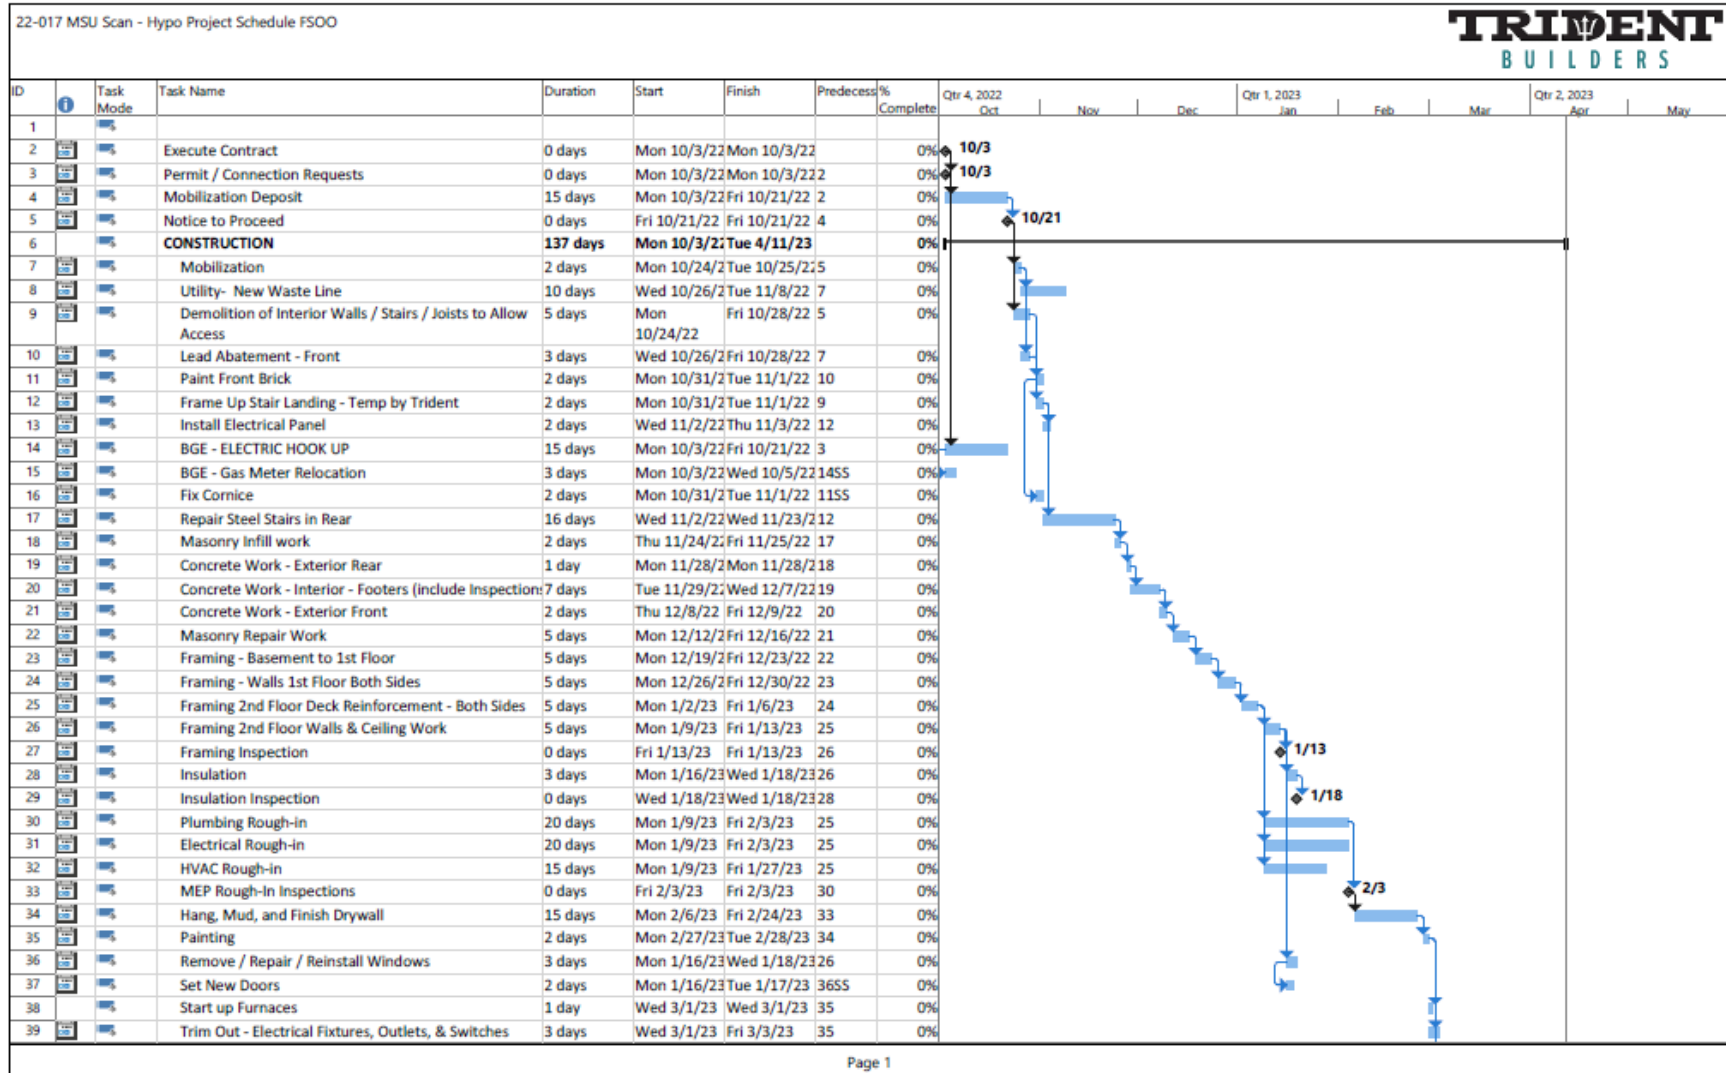 22-017 MSU Scan - Hypo Project Schedule FSOO
TRIDENT
BUILDERS
ID Task Mode Task Name Duration Start Finish Predecess % Complete
Qtr 4, 2022 Qtr 1, 2023 Qtr 2, 2023
Oct Nov Dec Jan Feb Mar Apr May
1
2 Execute Contract 0 days Mon 10/3/22 Mon 10/3/22 0% 10/3
3 Permit / Connection Requests 0 days Mon 10/3/22 Mon 10/3/22 2 0% 10/3
4 Mobilization Deposit 15 days Mon 10/3/22 Fri 10/21/22 2 0%
5 Notice to Proceed 0 days Fri 10/21/22 Fri 10/21/22 4 0% 10/21
6 CONSTRUCTION 137 days Mon 10/3/22 Tue 4/11/23 0%
7 Mobilization 2 days Mon 10/24/2 Tue 10/25/22 5 0%
8 Utility- New Waste Line 10 days Wed 10/26/2 Tue 11/8/22 7 0%
9 Demolition of Interior Walls / Stairs / Joists to Allow Access 5 days Mon 10/24/22 Fri 10/28/22 5 0%
10 Lead Abatement - Front 3 days Wed 10/26/2 Fri 10/28/22 7 0%
11 Paint Front Brick 2 days Mon 10/31/2 Tue 11/1/22 10 0%
12 Frame Up Stair Landing - Temp by Trident 2 days Mon 10/31/2 Tue 11/1/22 9 0%
13 Install Electrical Panel 2 days Wed 11/2/22 Thu 11/3/22 12 0%
14 BGE - ELECTRIC HOOK UP 15 days Mon 10/3/22 Fri 10/21/22 3 0%
15 BGE - Gas Meter Relocation 3 days Mon 10/3/22 Wed 10/5/22 14SS 0%
16 Fix Cornice 2 days Mon 10/31/2 Tue 11/1/22 11SS 0%
17 Repair Steel Stairs in Rear 16 days Wed 11/2/22 Wed 11/23/2 12 0%
18 Masonry Infill work 2 days Thu 11/24/22 Fri 11/25/22 17 0%
19 Concrete Work - Exterior Rear 1 day Mon 11/28/2 Mon 11/28/2 18 0%
20 Concrete Work - Interior - Footers (include Inspections 7 days Tue 11/29/22 Wed 12/7/22 19 0%
21 Concrete Work - Exterior Front 2 days Thu 12/8/22 Fri 12/9/22 20 0%
22 Masonry Repair Work 5 days Mon 12/12/2 Fri 12/16/22 21 0%
23 Framing - Basement to 1st Floor 5 days Mon 12/19/2 Fri 12/23/22 22 0%
24 Framing - Walls 1st Floor Both Sides 5 days Mon 12/26/2 Fri 12/30/22 23 0%
25 Framing 2nd Floor Deck Reinforcement - Both Sides 5 days Mon 1/2/23 Fri 1/6/23 24 0%
26 Framing 2nd Floor Walls & Ceiling Work 5 days Mon 1/9/23 Fri 1/13/23 25 0%
27 Framing Inspection 0 days Fri 1/13/23 Fri 1/13/23 26 0% 1/13
28 Insulation 3 days Mon 1/16/23 Wed 1/18/23 26 0%
29 Insulation Inspection 0 days Wed 1/18/23 Wed 1/18/23 28 0% 1/18
30 Plumbing Rough-in 20 days Mon 1/9/23 Fri 2/3/23 25 0%
31 Electrical Rough-in 20 days Mon 1/9/23 Fri 2/3/23 25 0%
32 HVAC Rough-in 15 days Mon 1/9/23 Fri 1/27/23 25 0%
33 MEP Rough-In Inspections 0 days Fri 2/3/23 Fri 2/3/23 30 0% 2/3
34 Hang, Mud, and Finish Drywall 15 days Mon 2/6/23 Fri 2/24/23 33 0%
35 Painting 2 days Mon 2/27/23 Tue 2/28/23 34 0%
36 Remove / Repair / Reinstall Windows 3 days Mon 1/16/23 Wed 1/18/23 26 0%
37 Set New Doors 2 days Mon 1/16/23 Tue 1/17/23 36SS 0%
38 Start up Furnaces 1 day Wed 3/1/23 Wed 3/1/23 35 0%
39 Trim Out - Electrical Fixtures, Outlets, & Switches 3 days Wed 3/1/23 Fri 3/3/23 35 0%
Page 1